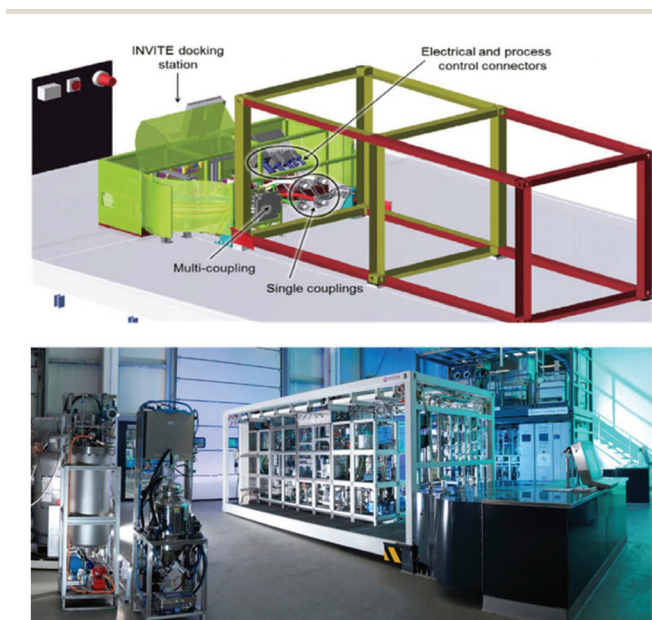 INVITE docking
station
Electrical and process
control connectors
Multi-coupling
Single couplings